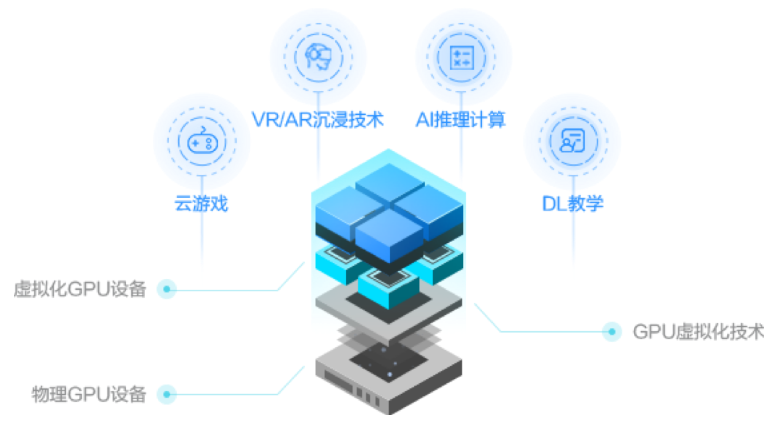 VR/AR沉浸技术
AI推理计算
云游戏
DL教学
虚拟化GPU设备
GPU虚拟化技术
物理GPU设备